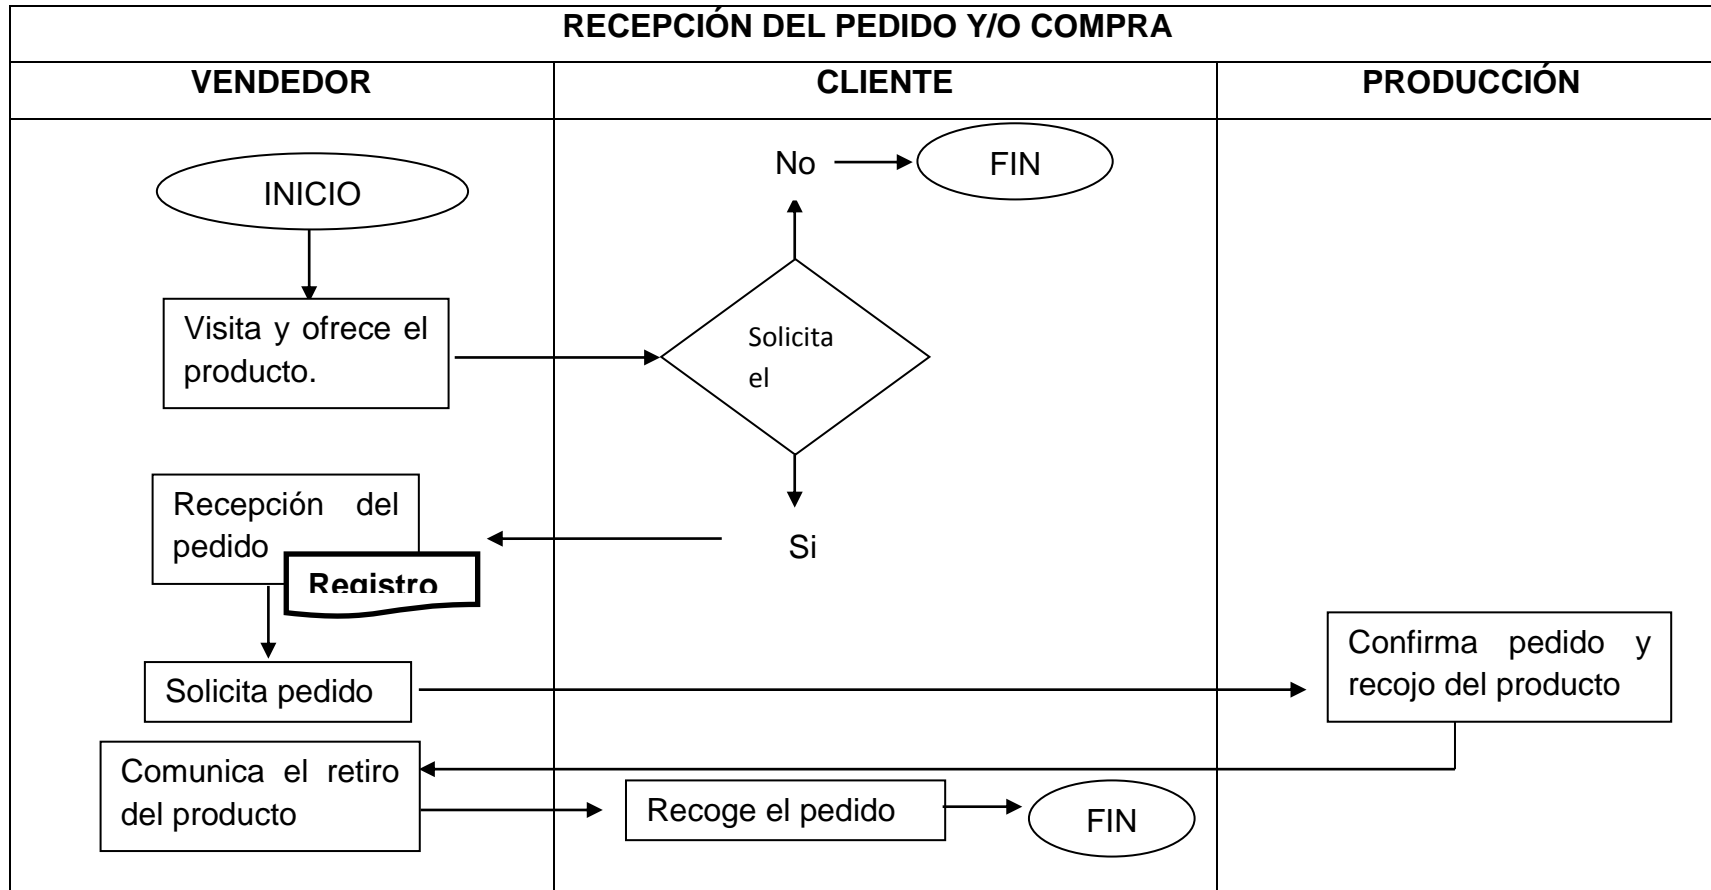 RECEPCIÓN DEL PEDIDO Y/O COMPRA
VENDEDOR
CLIENTE
PRODUCCIÓN
INICIO
No
FIN
Visita y ofrece el
producto.
Solicita
el
Recepción del
pedido
Registro
Si
Solicita pedido
Confirma pedido y
recojo del producto
Comunica el retiro
del producto
Recoge el pedido
FIN